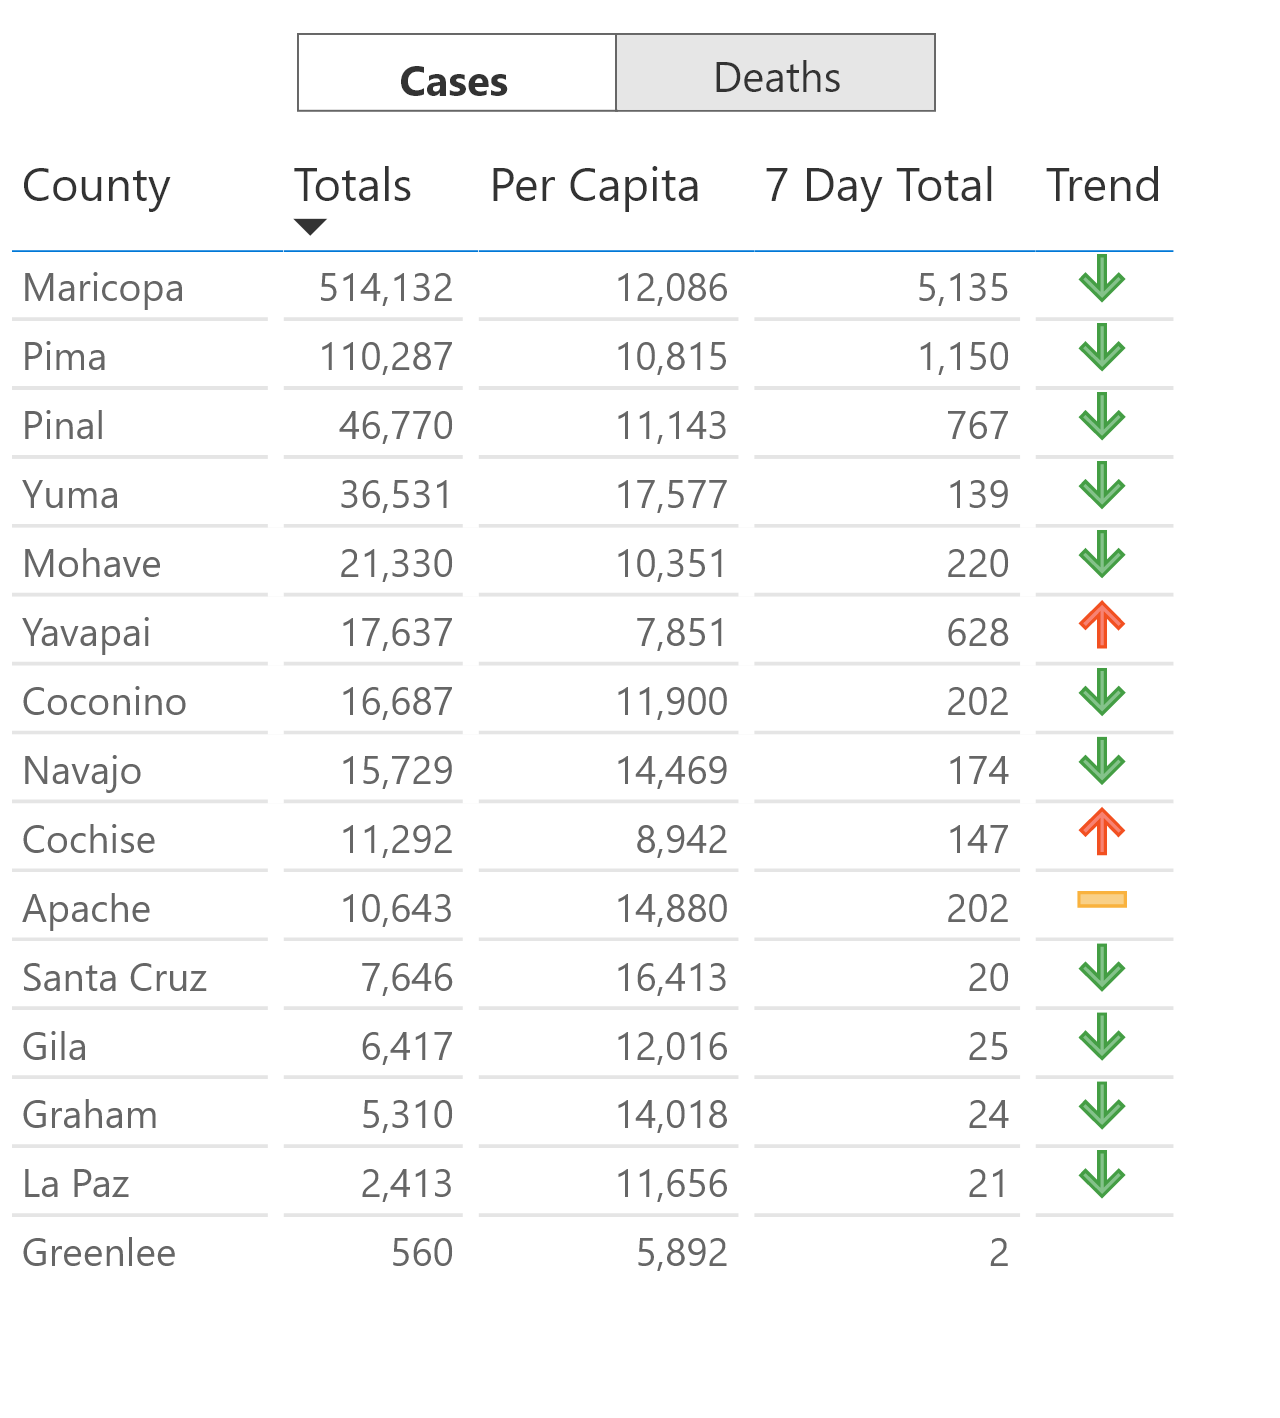 Cases Deaths
County Totals Per Capita 7 Day Total Trend
Maricopa 514,132 12,086 5,135
Pima 110,287 10,815 1,150
Pinal 46,770 11,143 767
Yuma 36,531 17,577 139
Mohave 21,330 10,351 220
Yavapai 17,637 7,851 628
Coconino 16,687 11,900 202
Navajo 15,729 14,469 174
Cochise 11,292 8,942 147
Apache 10,643 14,880 202
Santa Cruz 7,646 16,413 20
Gila 6,417 12,016 25
Graham 5,310 14,018 24
La Paz 2,413 11,656 21
Greenlee 560 5,892 2